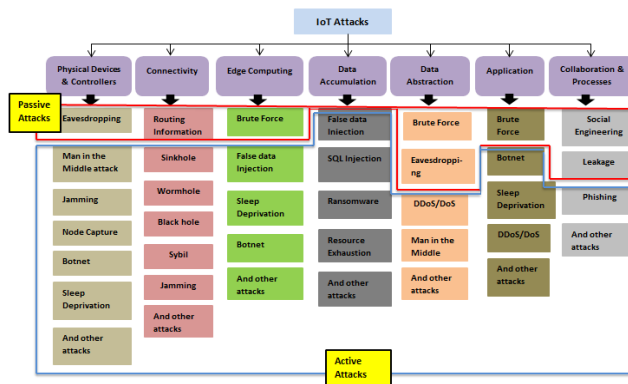 IoT Attacks
Physical Devices
& Controllers
Connectivity
Edge Computing
Data
Accumulation
Data
Abstraction
Application
Collaboration &
Processes
Passive
Attacks
Eavesdropping
Man in the
Middle attack
Jamming
Node Capture
Botnet
Sleep
Deprivation
And other
attacks
Routing
Information
Sinkhole
Wormhole
Black hole
Sybil
Jamming
And other
attacks
Brute Force
False data
Injection
Sleep
Deprivation
Botnet
And other
attacks
False data
Iniection
SQL Injection
Ransomware
Resource
Exhaustion
And other
attacks
Brute Force
Eavesdroppi
ng
DDoS/DoS
Man in the
Middle
And other
attacks
Brute
Force
Botnet
Sleep
Deprivation
DDoS/DoS
And other
attacks
Social
Engineering
Leakage
Phishing
And other
attacks
Active
Attacks